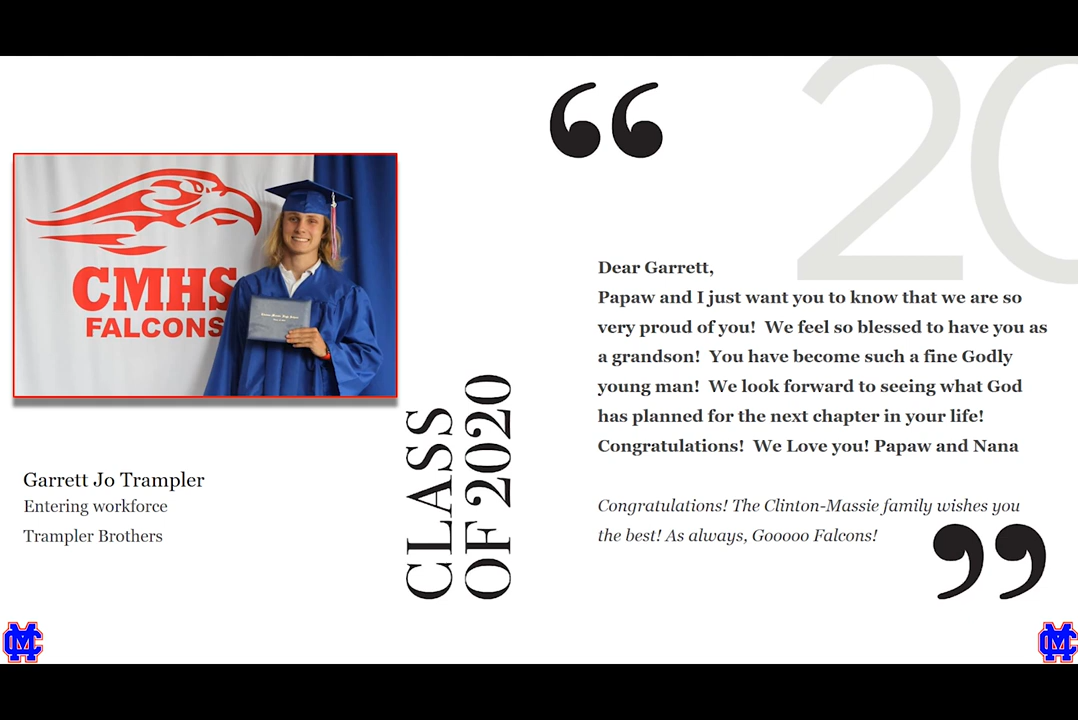 CMHS
FALCONS
Garrett Jo Trampler
Entering workforce
Trampler Brothers
CLASS
OF 2020
20
“
Dear Garrett,
Papaw and I just want you to know that we are so
very proud of you!  We feel so blessed to have you as
a grandson!  You have become such a fine Godly
young man!  We look forward to seeing what God
has planned for the next chapter in your life!
Congratulations!  We Love you! Papaw and Nana
Congratulations! The Clinton-Massie family wishes you
the best! As always, Gooooo Falcons!
”
CM
CM